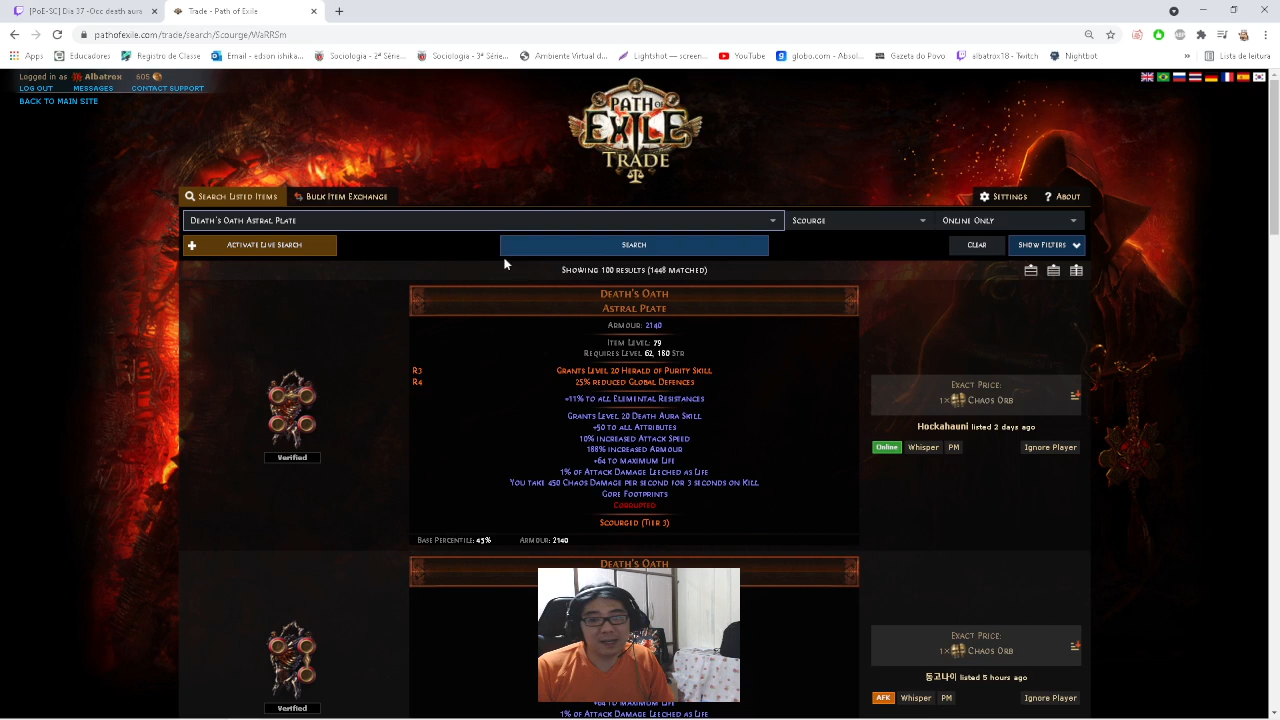 [PoE-SC] Dia 37 -Occ death aura
Trade - Path of Exile
pathofexile.com/trade/search/Scourge/WaRRSm
Apps
Educadores
Registro de Classe
Email - edson.ishimi...
Sociologia - 2ª Série...
Sociologia - 3ª Série...
Ambiente Virtual d...
Lightshot — screen...
YouTube
globo.com - Absol...
Gazeta do Povo
albatrox18 - Twitch
Nightbot
»
Lista de leitura
Logged in as Albatrox 605
LOG OUT MESSAGES CONTACT SUPPORT
BACK TO MAIN SITE
PATH OF
EXILE
TRADE
Search Listed Items
Bulk Item Exchange
Settings
? About
Death's Oath Astral Plate
Scourge
Online Only
Activate Live Search
Search
Clear
Show Filters
Showing 100 results (1448 matched)
Death's Oath
Astral Plate
Armour: 2140
Item Level: 79
Requires Level 62, 180 Str
R3 Grants Level 20 Herald of Purity Skill
R4 25% reduced Global Defences
+11% to all Elemental Resistances
Grants Level 20 Death Aura Skill
+50 to all Attributes
10% increased Attack Speed
188% increased Armour
+64 to maximum Life
1% of Attack Damage Leeched as Life
You take 450 Chaos Damage per second for 3 seconds on Kill
Gore Footprints
Corrupted
Scourged (Tier 3)
Base Percentile: 45% Armour: 2140
Verified
Exact Price:
1× Chaos Orb
Hockahauni listed 2 days ago
Online Whisper PM Ignore Player
Death's Oath
Verified
Exact Price:
1× Chaos Orb
동고나이 listed 5 hours ago
AFK Whisper PM Ignore Player
+64 to maximum Life
1% of Attack Damage Leeched as Life